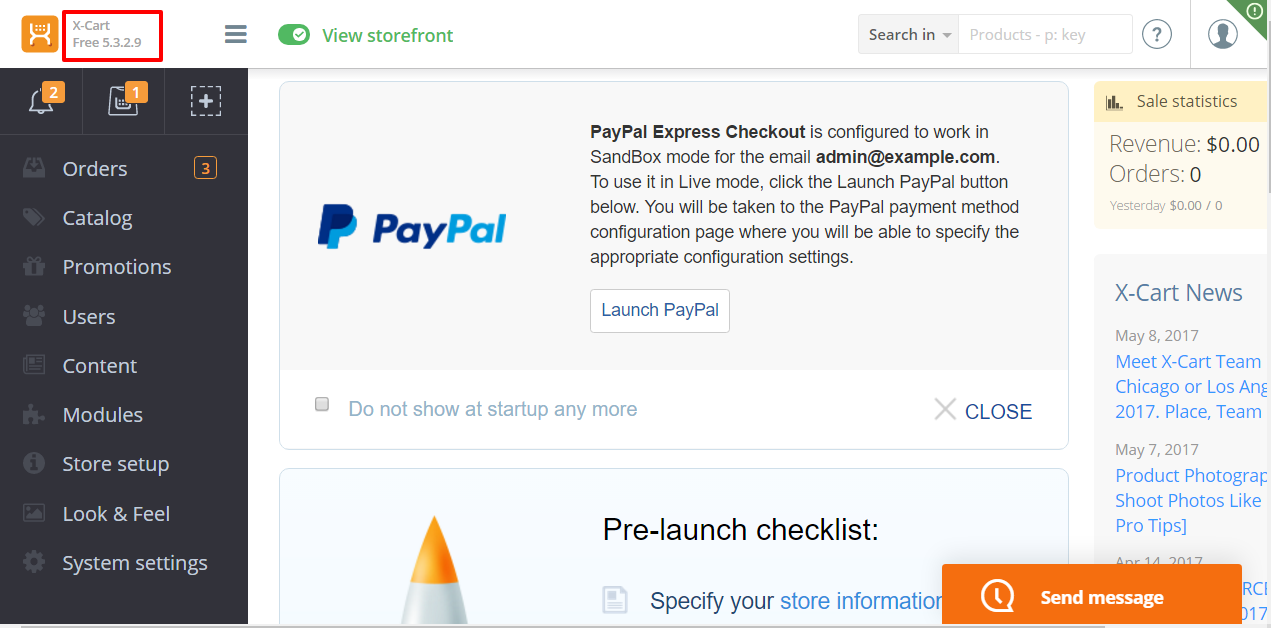 X-Cart
Free 5.3.2.9
View storefront
Search in
Products - p: key
?
2
1
Orders
3
Catalog
Promotions
Users
Content
Modules
Store setup
Look & Feel
System settings
PayPal
PayPal Express Checkout is configured to work in
SandBox mode for the email admin@example.com.
To use it in Live mode, click the Launch PayPal button
below. You will be taken to the PayPal payment method
configuration page where you will be able to specify the
appropriate configuration settings.
Launch PayPal
Do not show at startup any more
CLOSE
Pre-launch checklist:
Specify your store information
Sale statistics
Revenue: $0.00
Orders: 0
Yesterday $0.00 / 0
X-Cart News
May 8, 2017
Meet X-Cart Team
Chicago or Los Ang
2017. Place, Team
May 7, 2017
Product Photograp
Shoot Photos Like
Pro Tips]
Apr 14, 2017
Send message